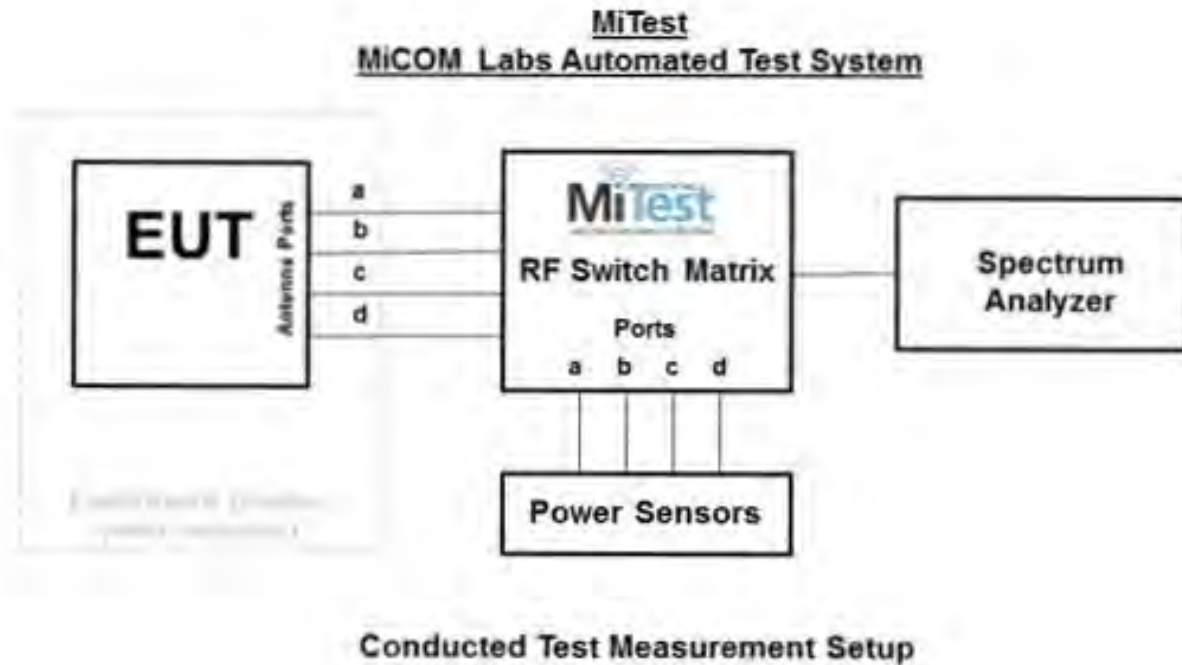 MiTest
MiCOM Labs Automated Test System
EUT
Antenna Ports
a
b
c
d
MiTest
RF Switch Matrix
Ports
a b c d
Spectrum
Analyzer
Power Sensors
Conducted Test Measurement Setup